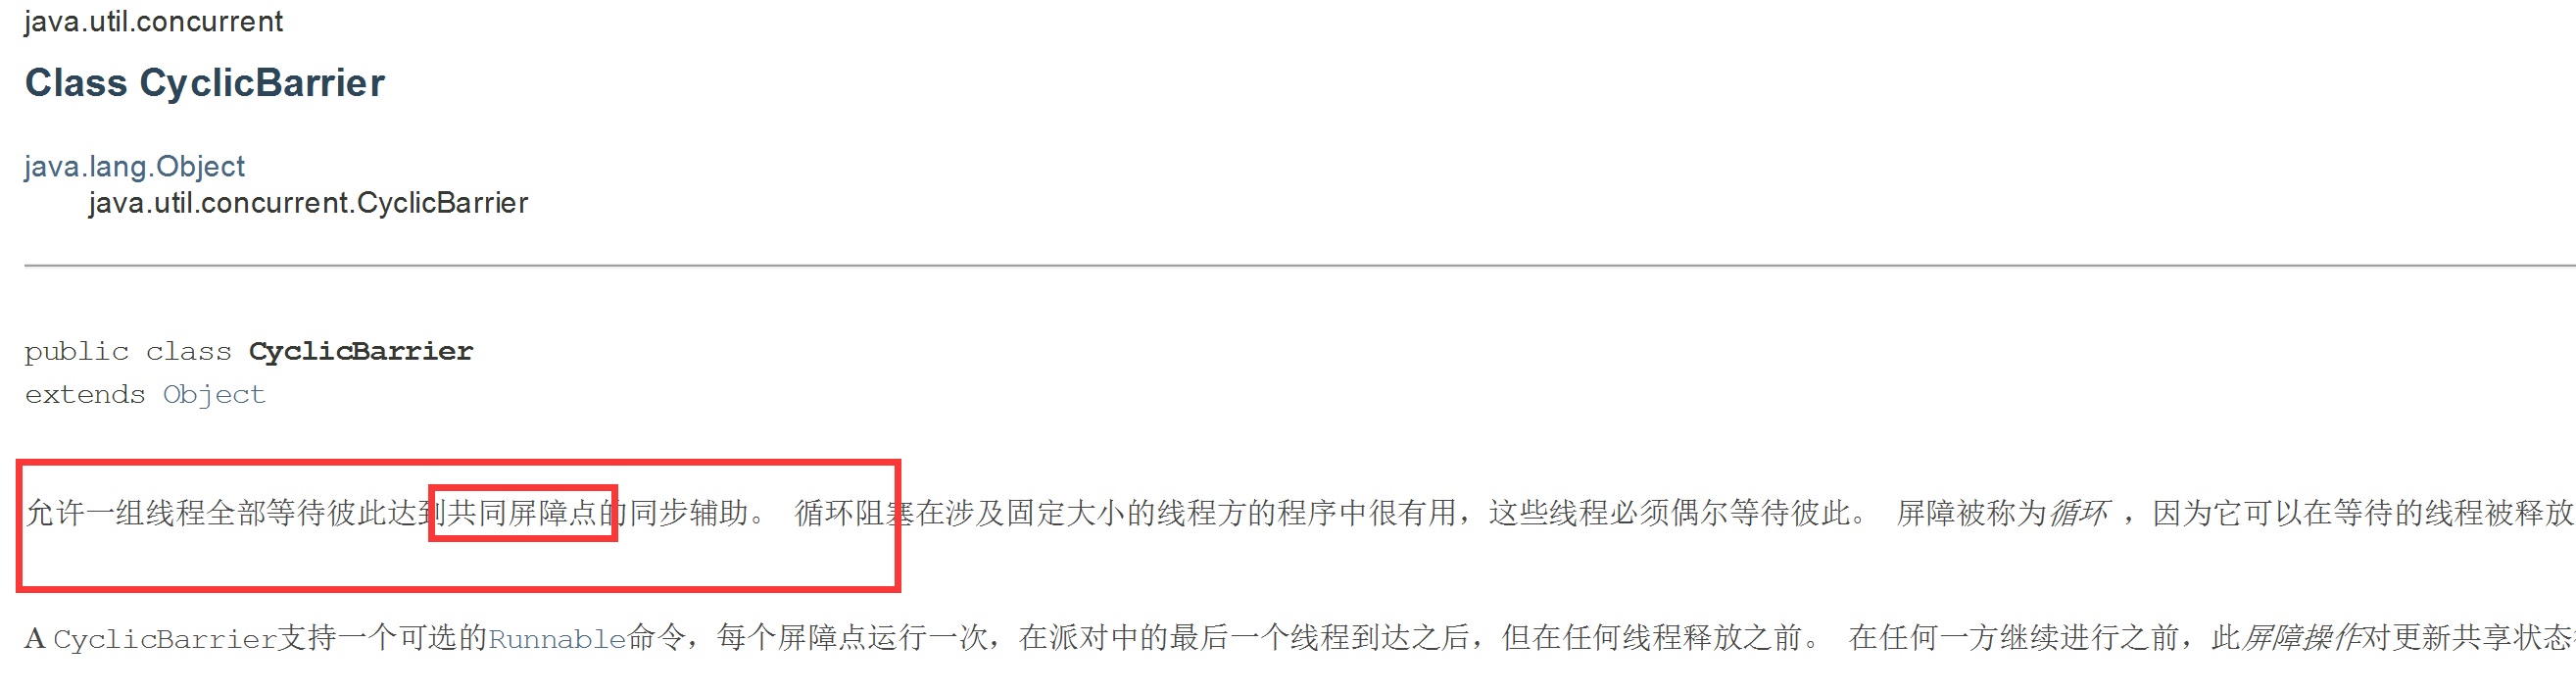 java.util.concurrent
Class CyclicBarrier
java.lang.Object
java.util.concurrent.CyclicBarrier
public class CyclicBarrier
extends Object
允许一组线程全部等待彼此达到共同屏障点的同步辅助。 循环阻塞在涉及固定大小的线程方的程序中很有用，这些线程必须偶尔等待彼此。 屏障被称为循环 ，因为它可以在等待的线程被释放
A CyclicBarrier支持一个可选的Runnable命令，每个屏障点运行一次，在派对中的最后一个线程到达之后，但在任何线程释放之前。 在任何一方继续进行之前，此屏障操作对更新共享状态